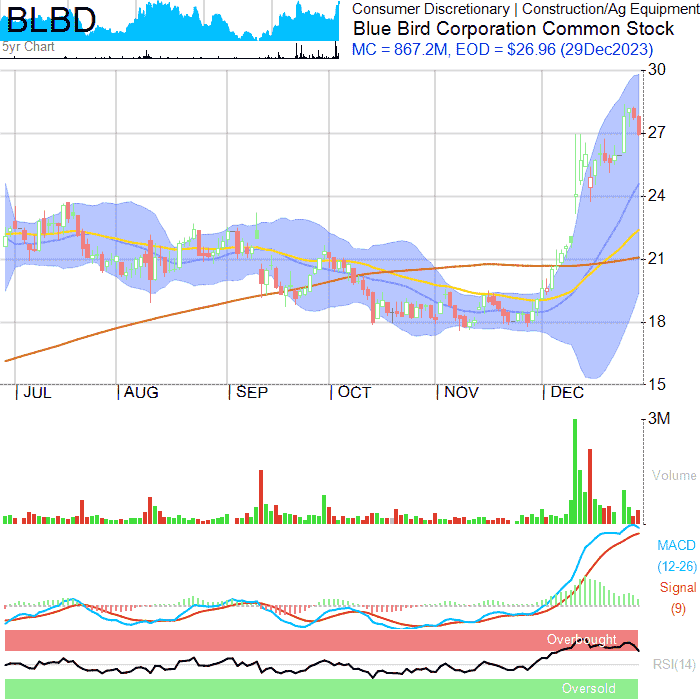 BLBD
Consumer Discretionary | Construction/Ag Equipment
Blue Bird Corporation Common Stock
5yr Chart
MC = 867.2M, EOD = $26.96 (29Dec2023)
30
27
24
21
18
15
|JUL |AUG |SEP |OCT |NOV |DEC
3M
Volume
MACD
(12-26)
Signal
(9)
Overbought
RSI(14)
Oversold